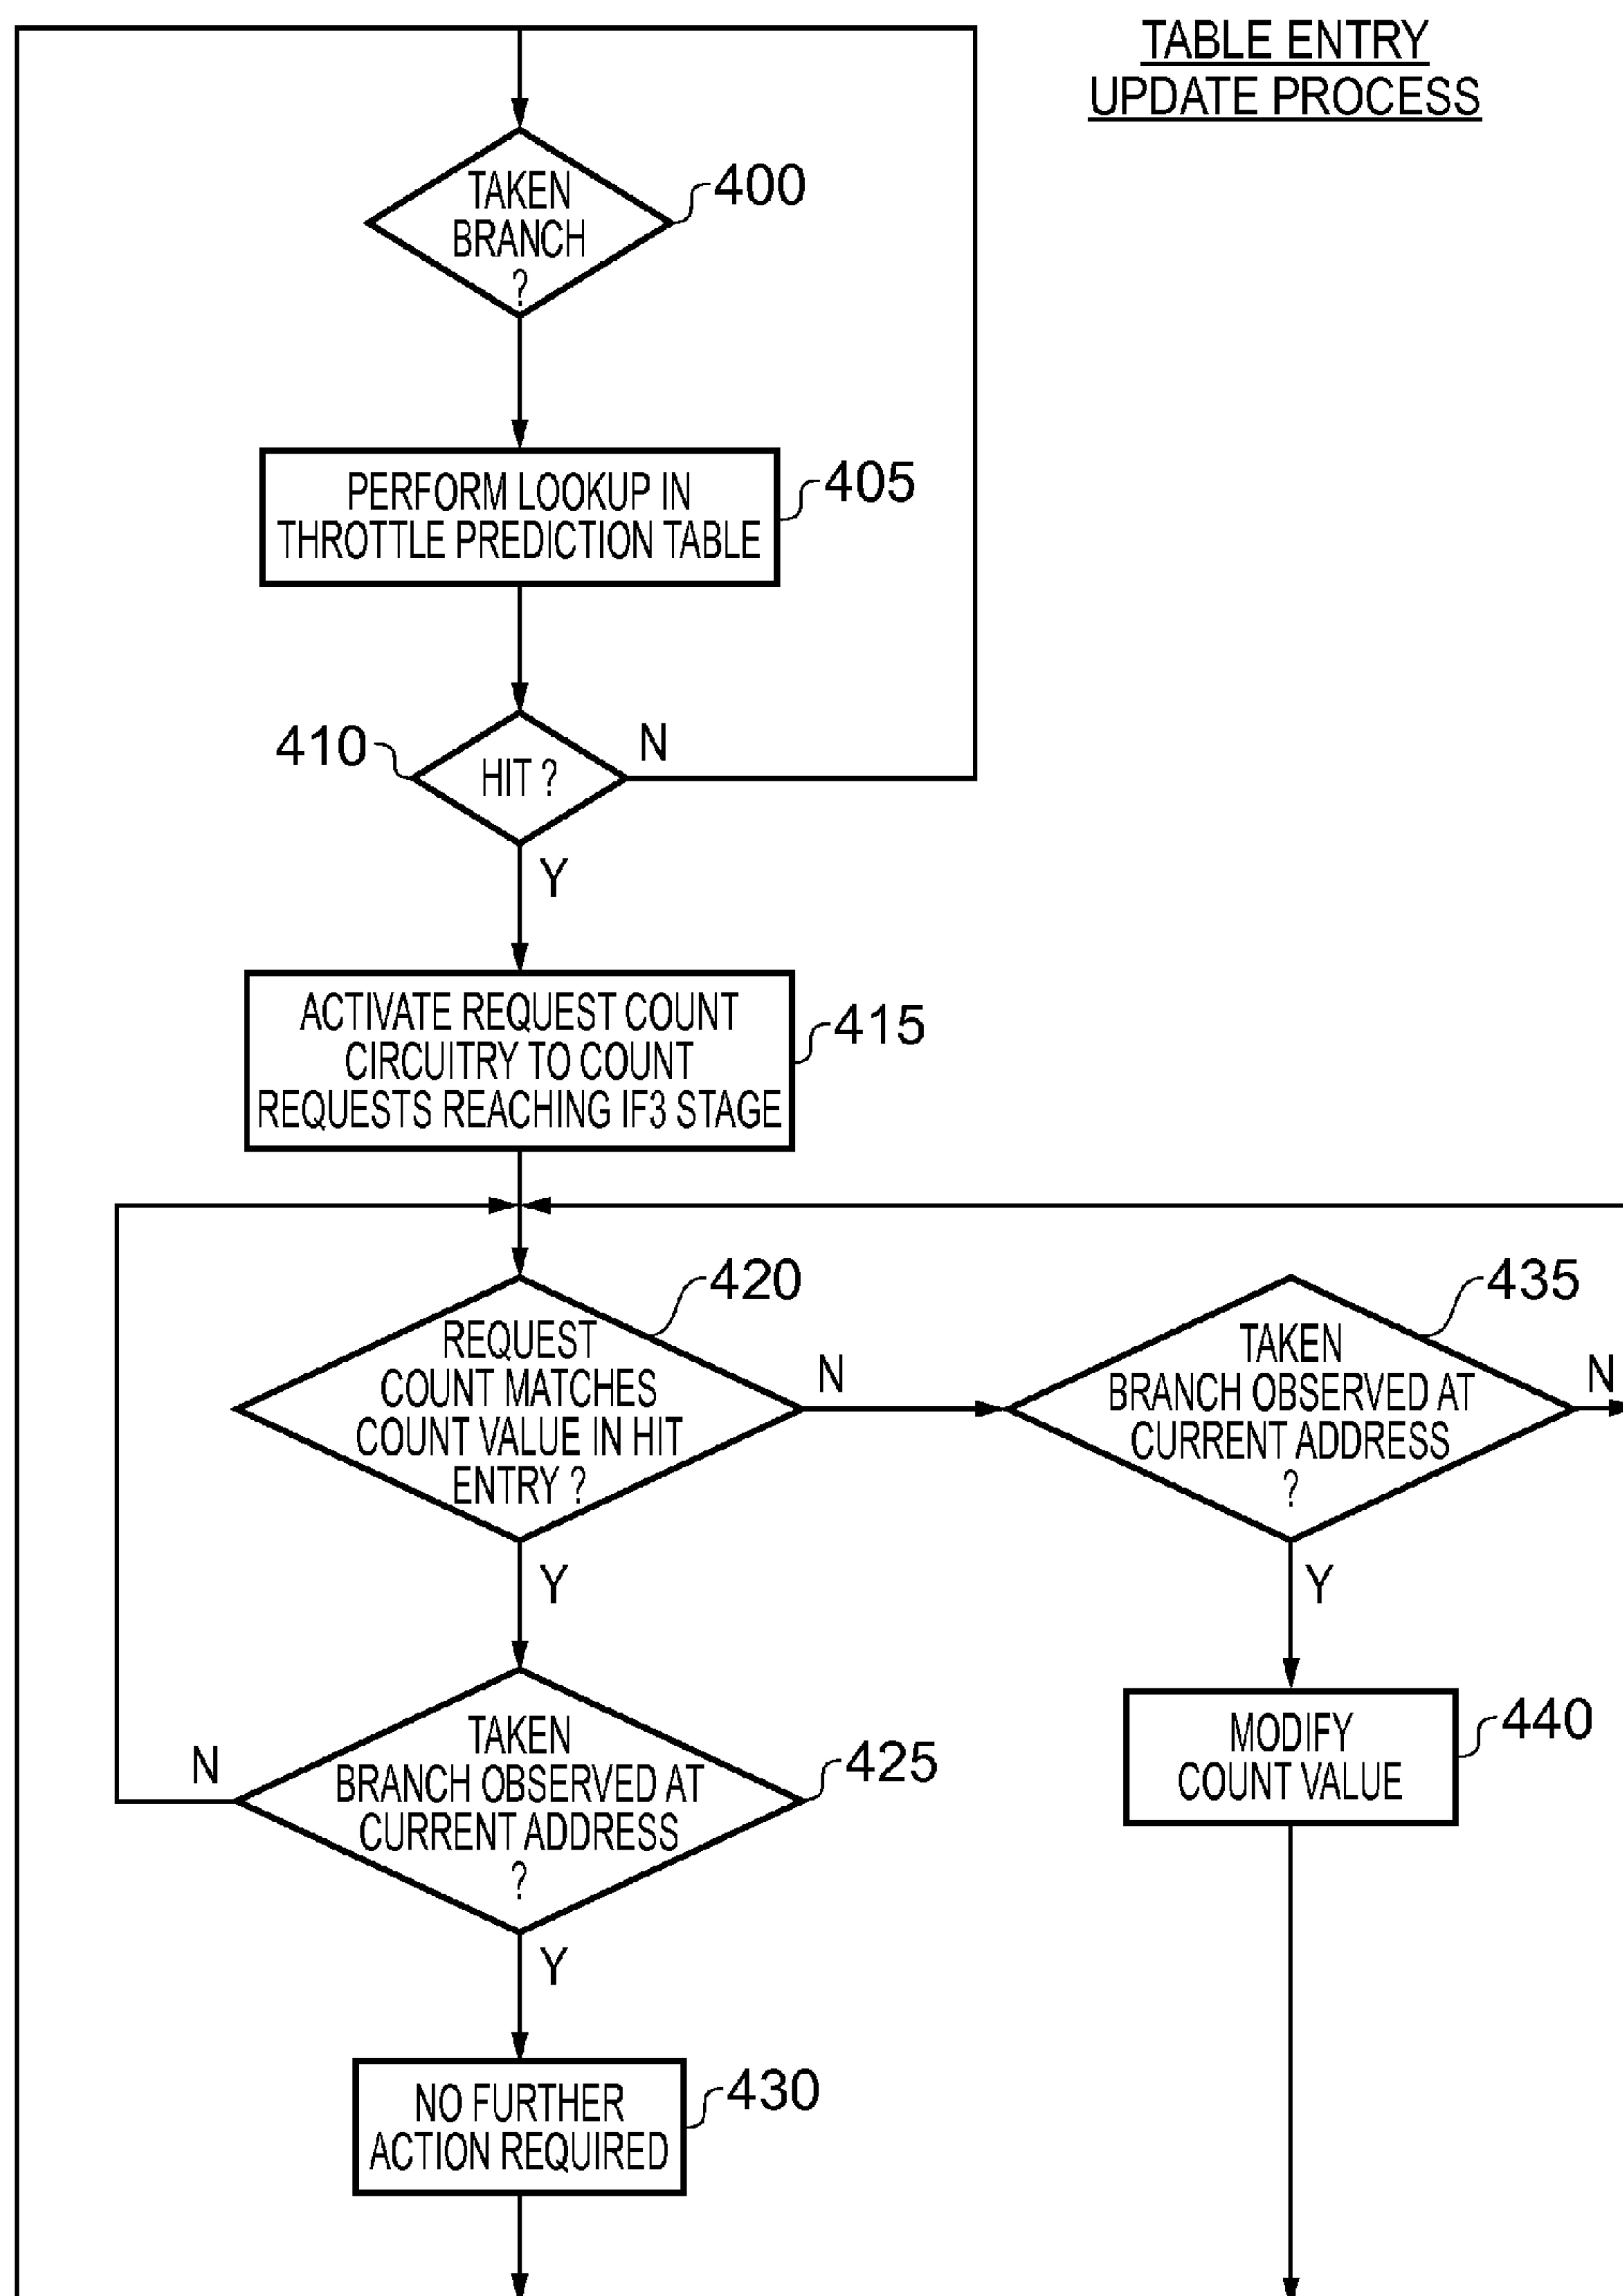 TABLE ENTRY
UPDATE PROCESS
TAKEN
BRANCH
?
400
PERFORM LOOKUP IN
THROTTLE PREDICTION TABLE
405
410
HIT ?
N
Y
ACTIVATE REQUEST COUNT
CIRCUITRY TO COUNT
REQUESTS REACHING IF3 STAGE
415
REQUEST
COUNT MATCHES
COUNT VALUE IN HIT
ENTRY ?
420
N
Y
TAKEN
BRANCH OBSERVED AT
CURRENT ADDRESS
?
435
N
Y
TAKEN
BRANCH OBSERVED AT
CURRENT ADDRESS
?
425
N
Y
MODIFY
COUNT VALUE
440
NO FURTHER
ACTION REQUIRED
430